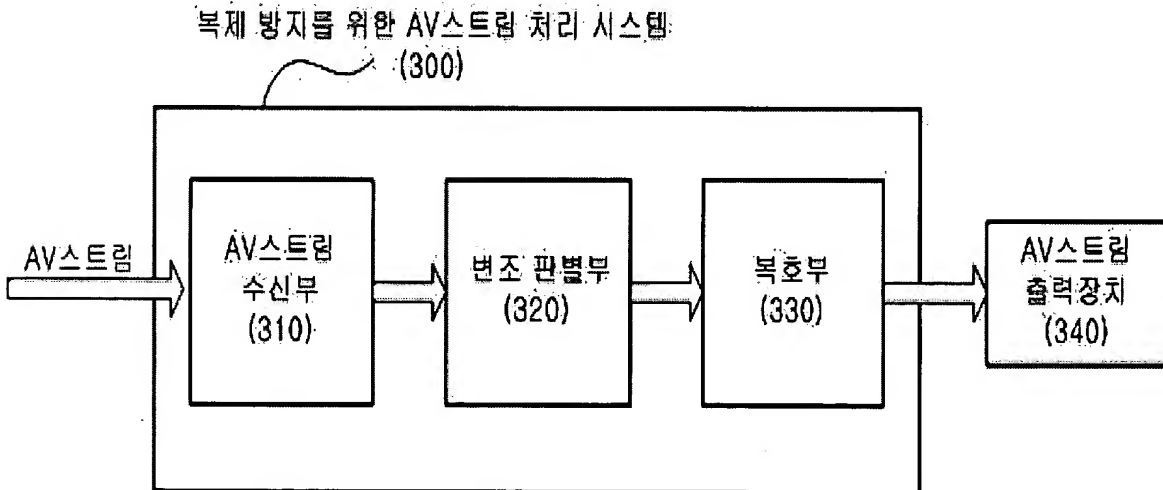 복제 방지를 위한 AV스트림 처리 시스템
(300)
AV스트림
AV스트림
수신부
(310)
변조 판별부
(320)
복호부
(330)
AV스트림
출력장치
(340)